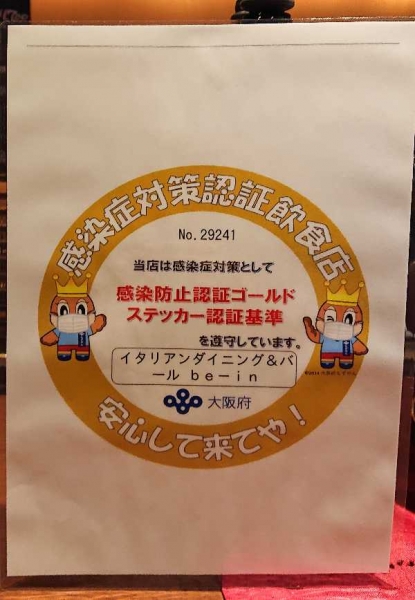 感染症対策認証飲食店
No.29241
当店は感染症対策として
感染防止認証ゴールド
ステッカー認証基準
を遵守しています。
イタリアンダイニング&バ
ール be-in
大阪府
安心して来てや!